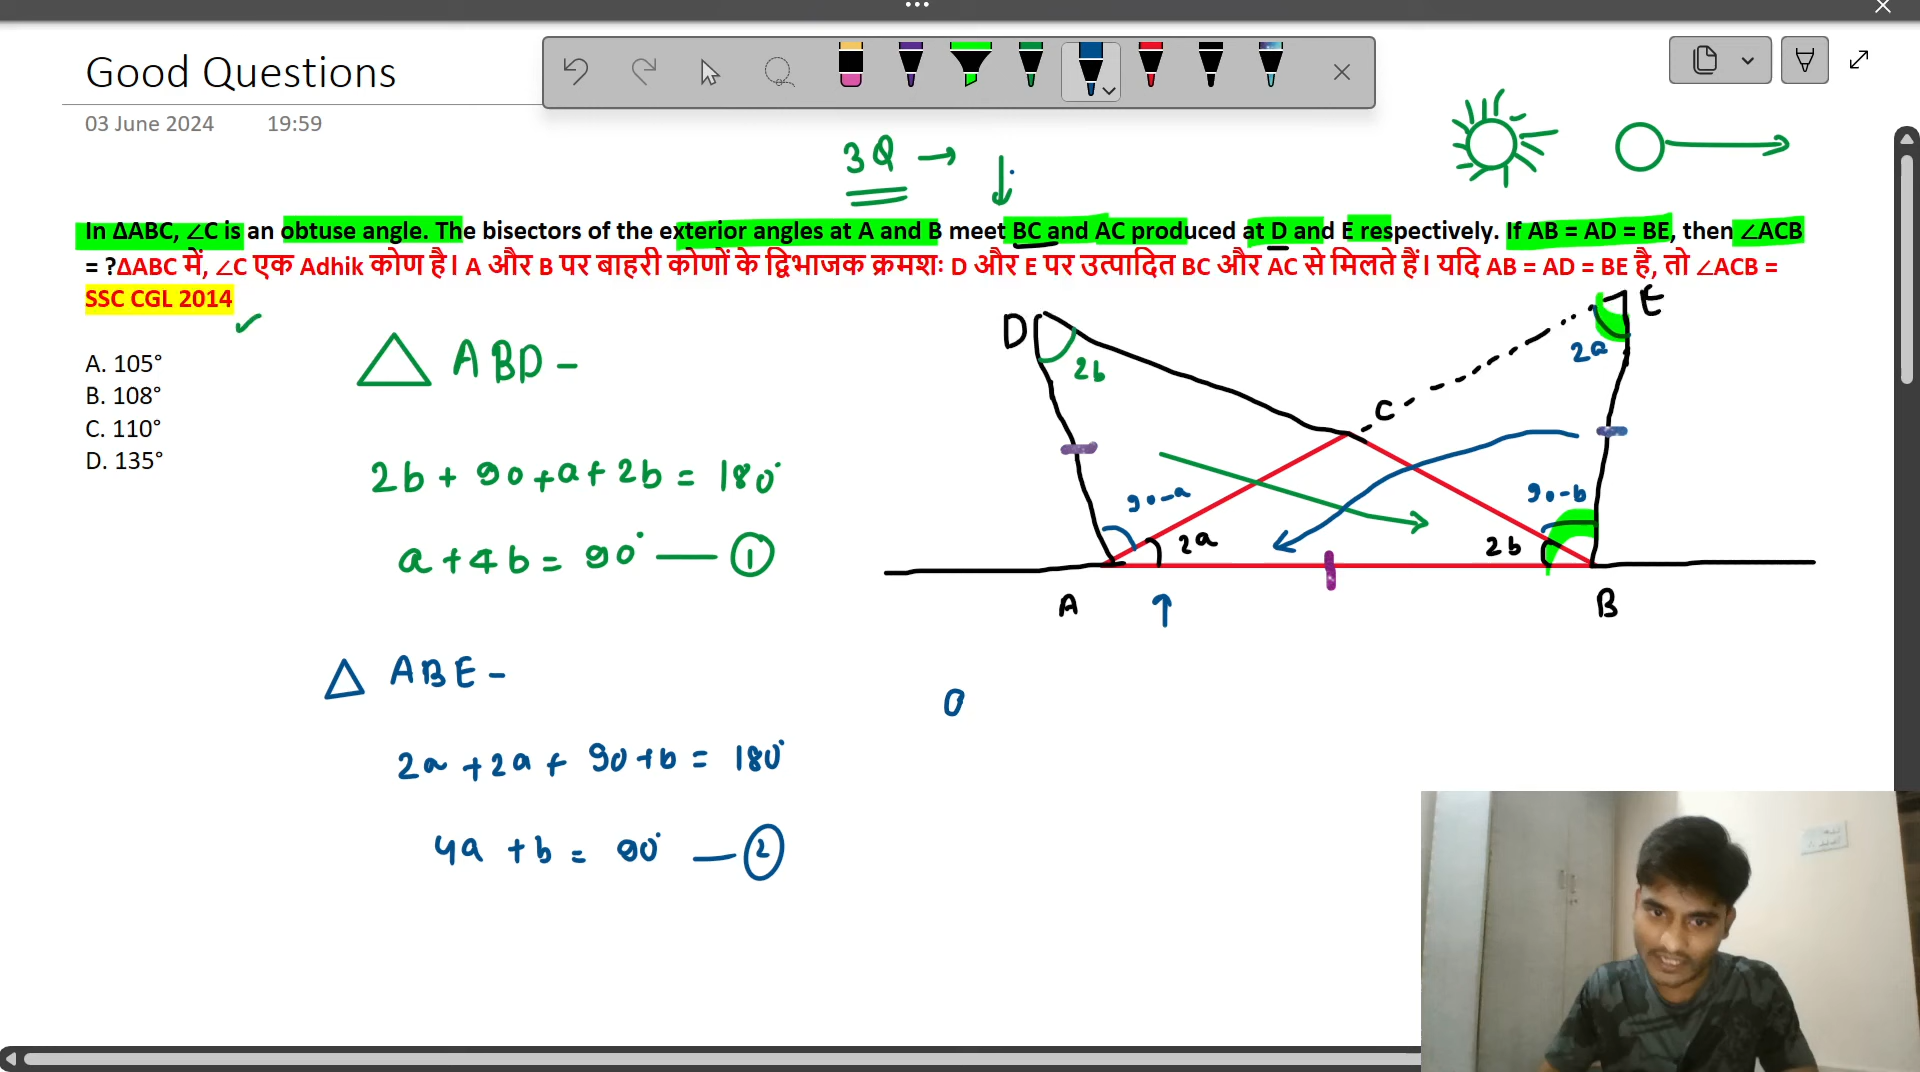 Good Questions
03 June 2024 19:59
3Q →
In ΔABC, ∠C is an obtuse angle. The bisectors of the exterior angles at A and B meet BC and AC produced at D and E respectively. If AB = AD = BE, then ∠ACB
= ?ΔABC में, ∠C एक Adhik कोण है। A और B पर बाहरी कोणों के द्विभाजक क्रमशः D और E पर उत्पादित BC और AC से मिलते हैं। यदि AB = AD = BE है, तो ∠ACB =
SSC CGL 2014
A. 105°
B. 108°
C. 110°
D. 135°
△ ABD -
2b + 90 + a + 2b = 180°
a + 4b = 90° — ①
△ ABE -
2a + 2a + 90 + b = 180°
4a + b = 90° — ②
D
E
2b
2a
C
90-a
90-b
2a
2b
A
B
0